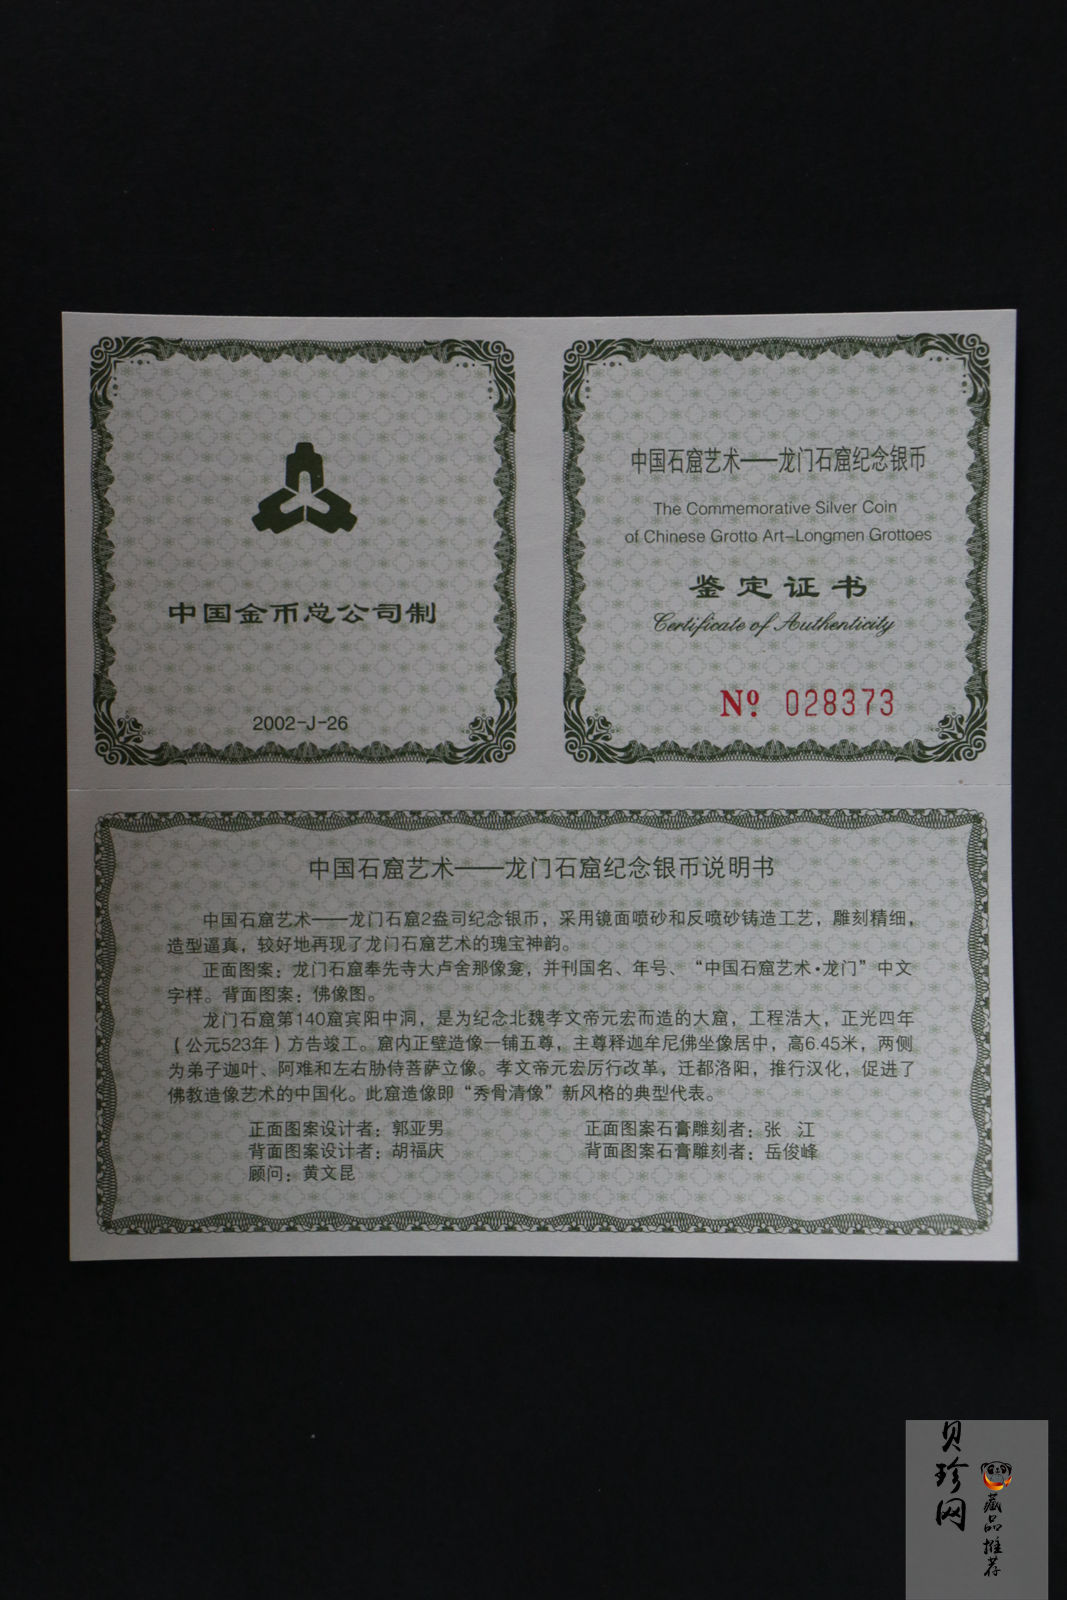 中国金币总公司制
2002-J-26
中国石窟艺术——龙门石窟纪念银币
The Commemorative Silver Coin
of Chinese Grotto Art-Longmen Grottoes
鉴定证书
Certificate of Authenticity
Nº 028373
中国石窟艺术——龙门石窟纪念银币说明书
中国石窟艺术——龙门石窟2盎司纪念银币，采用镜面喷砂和反喷砂铸造工艺，雕刻精细，
造型逼真，较好地再现了龙门石窟艺术的瑰宝神韵。
正面图案：龙门石窟奉先寺大卢舍那像龛，并刊国名、年号、“中国石窟艺术·龙门”中文
字样。背面图案：佛像图。
龙门石窟第140窟宾阳中洞，是为纪念北魏孝文帝元宏而造的大窟，工程浩大，正光四年
（公元523年）方告竣工。窟内正壁造像一铺五尊，主尊释迦牟尼佛坐像居中，高6.45米，两侧
为弟子迦叶、阿难和左右胁侍菩萨立像。孝文帝元宏厉行改革，迁都洛阳，推行汉化，促进了
佛教造像艺术的中国化。此窟造像即“秀骨清像”新风格的典型代表。
正面图案设计者：郭亚男
正面图案石膏雕刻者：张 江
背面图案设计者：胡福庆
背面图案石膏雕刻者：岳俊峰
顾问：黄文昆
贝珍网
藏品推荐